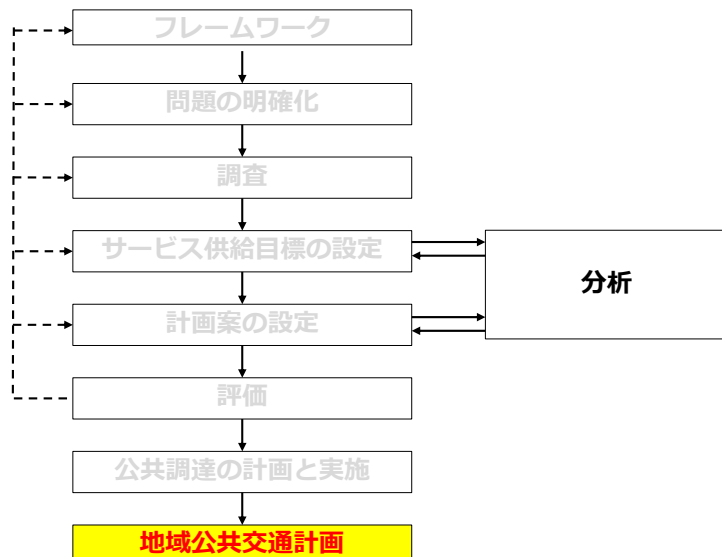 フレームワーク
問題の明確化
調査
サービス供給目標の設定
分析
計画案の設定
評価
公共調達の計画と実施
地域公共交通計画